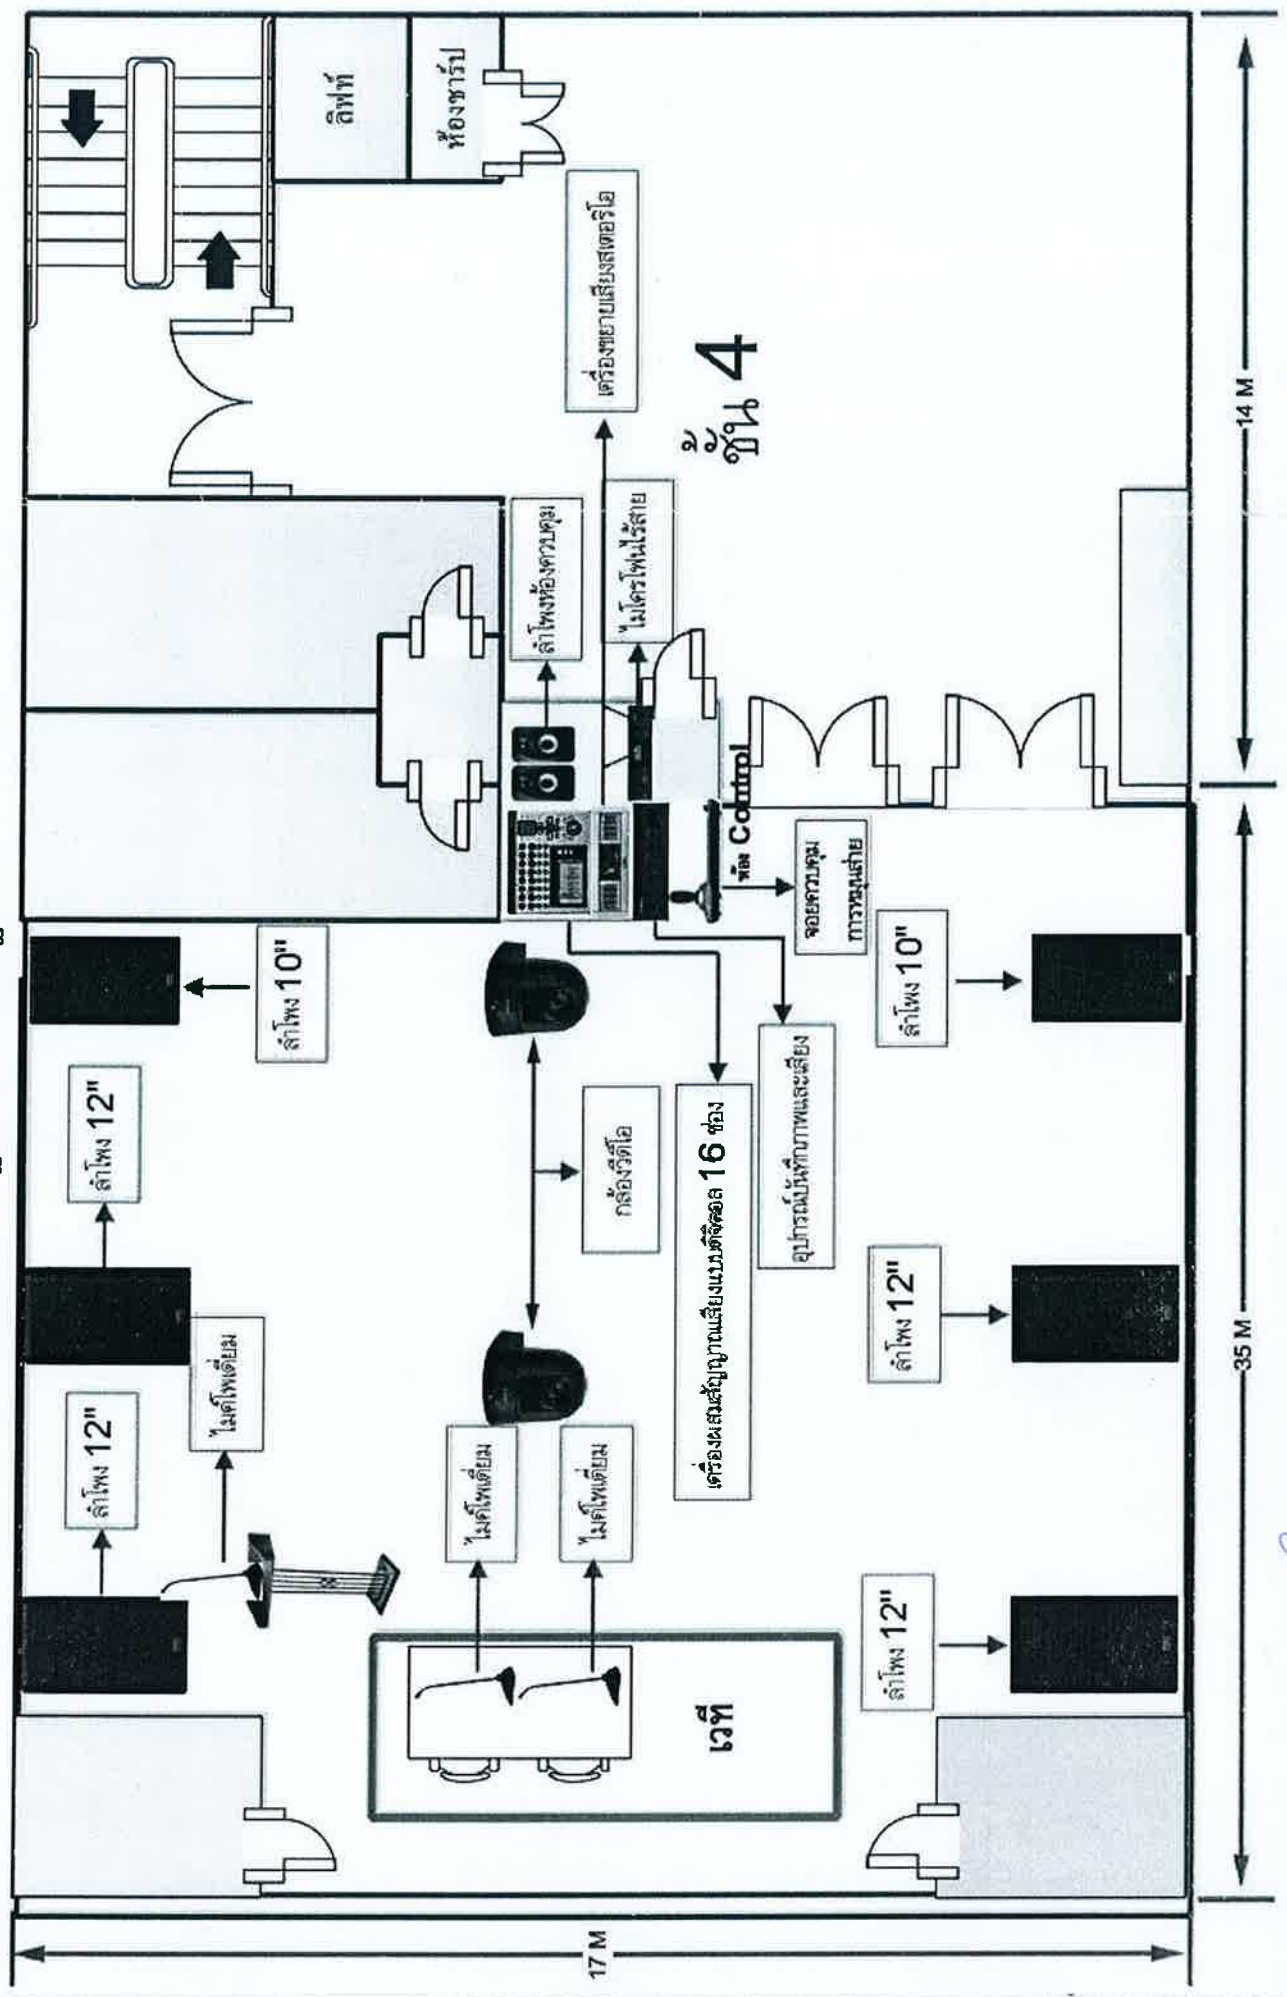 ลำโพง 12"
ลำโพง 12"
ไมค์โพเดียม
ลำโพง 10"
ลิฟท์
ห้องชาร์ป
ไมค์โพเดียม
ไมค์โพเดียม
ลำโพงห้องควบคุม
เครื่องขยายเสียงสเตอริโอ
17 M
กล้องวีดีโอ
ไมโครโฟนไร้สาย
เวที
เครื่องผสมสัญญาณเสียงแบบดิจิตอล 16 ช่อง
ห้อง Control
ชั้น 4
อุปกรณ์บันทึกภาพและเสียง
จอยควบคุม
การหมุนส่าย
ลำโพง 12"
ลำโพง 12"
ลำโพง 10"
35 M
14 M